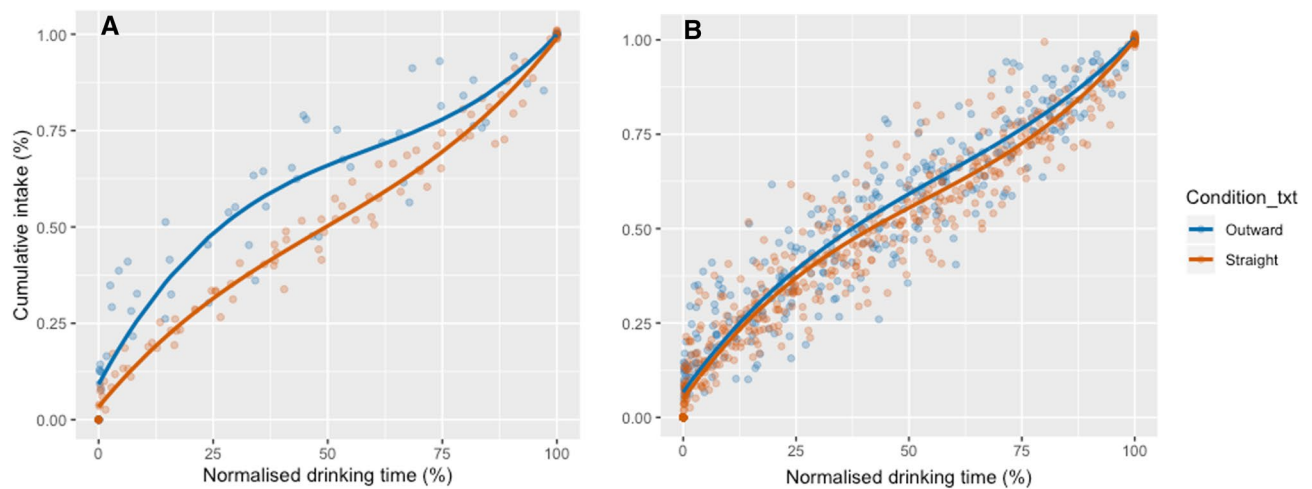 A
B
1.00
0.75
0.50
0.25
0.00
Cumulative intake (%)
0
25
50
75
100
Normalised drinking time (%)
1.00
0.75
0.50
0.25
0.00
0
25
50
75
100
Normalised drinking time (%)
Condition_txt
Outward
Straight